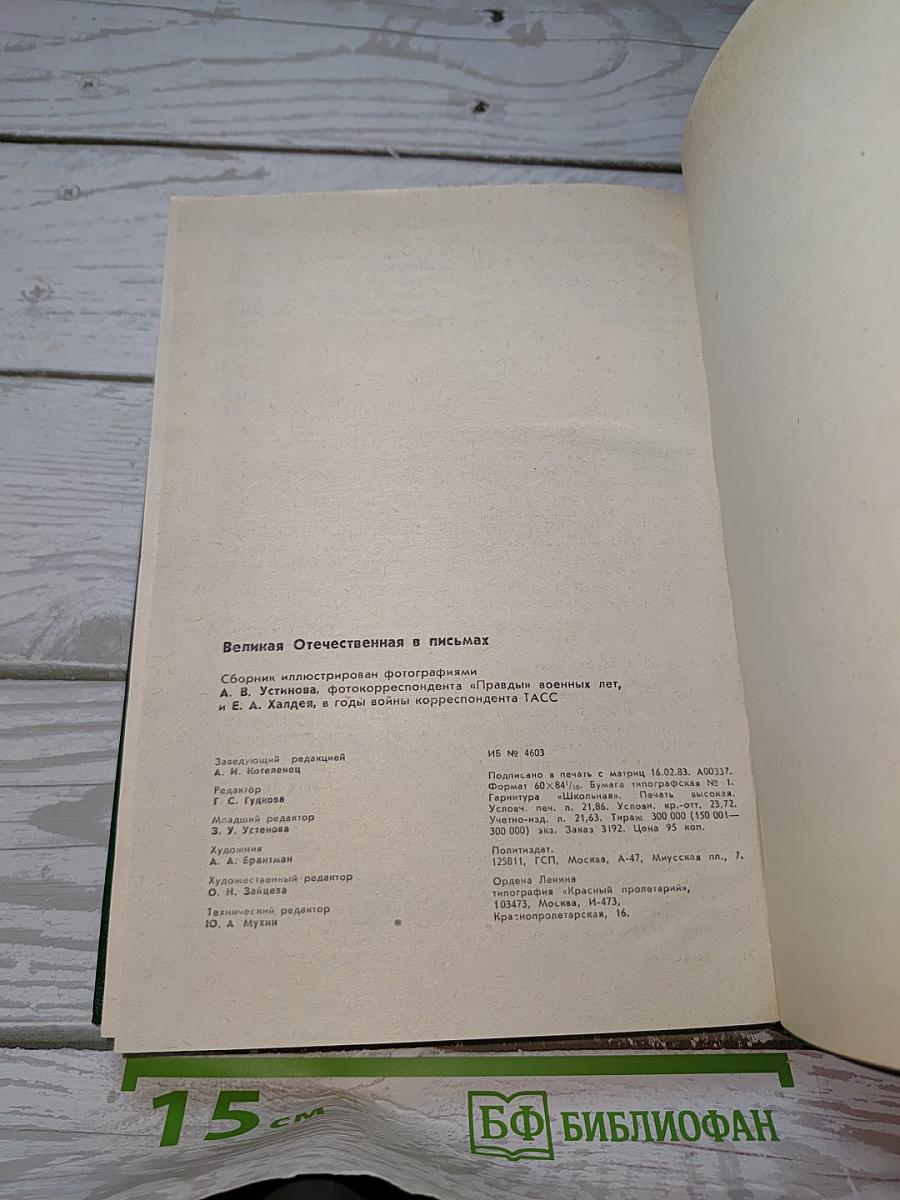 Великая Отечественная в письмах
Сборник иллюстрирован фотографиями
А. В. Устинова, фотокорреспондента «Правды» военных лет,
и Е. А. Халдея, в годы войны корреспондента ТАСС
Заведующий редакцией
А. И. Котеленец
Редактор
Г. С. Гудкова
Младший редактор
З. У. Устенова
Художник
А. А. Брантман
Художественный редактор
О. Н. Зайцева
Технический редактор
Ю. А Мухин
ИБ № 4603
Подписано в печать с матриц 16.02.83. А00337.
Формат 60×84¹/₁₆. Бумага типографская № 1.
Гарнитура «Школьная». Печать высокая.
Условн. печ. л. 21,86. Условн. кр.-отт. 23,72.
Учетно-изд. л. 21,63. Тираж 300 000 (150 001—
300 000) экз. Заказ 3192. Цена 95 коп.
Политиздат.
125811, ГСП, Москва, А-47, Миусская пл., 7.
Ордена Ленина
типография «Красный пролетарий»,
103473, Москва, И-473,
Краснопролетарская, 16.
15 см
БФ БИБЛИОФАН